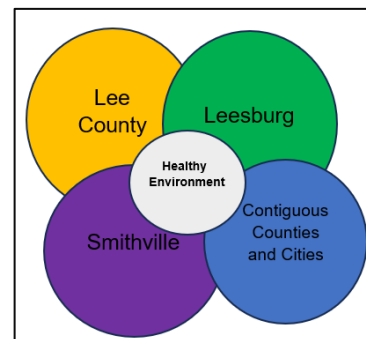 Lee
County
Leesburg
Healthy
Environment
Smithville
Contiguous
Counties
and Cities